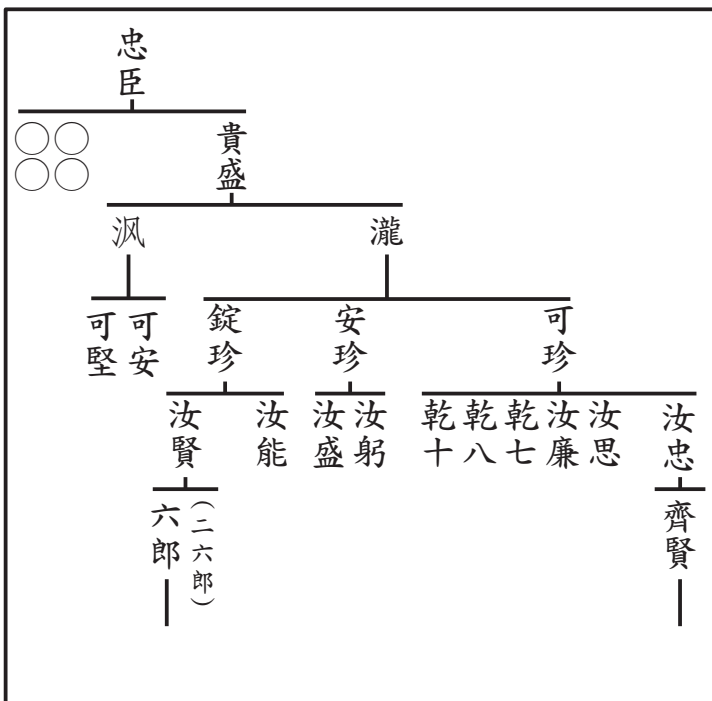 忠臣
貴盛
瀧
沨
可珍
安珍
錠珍
可安
可堅
汝忠
汝思
汝廉
乾七
乾八
乾十
汝躬
汝盛
汝能
汝賢
齊賢
(二六郎)
六郎